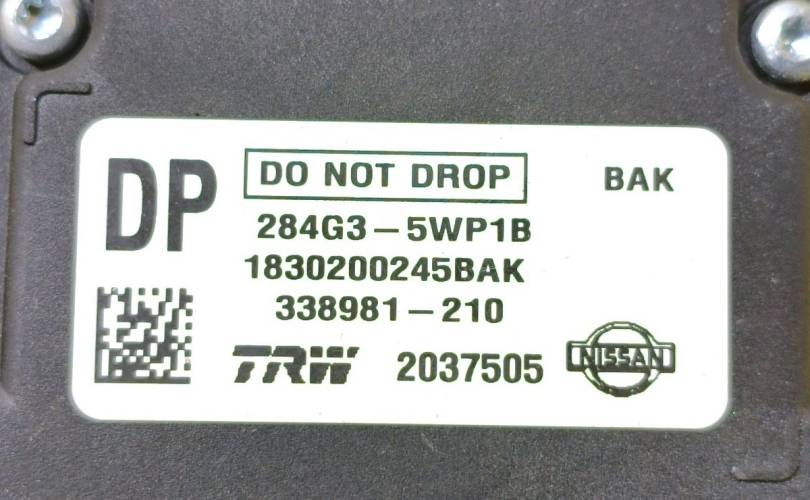 DP
DO NOT DROP
BAK
284G3-5WP1B
1830200245BAK
338981-210
TRW 2037505
NISSAN